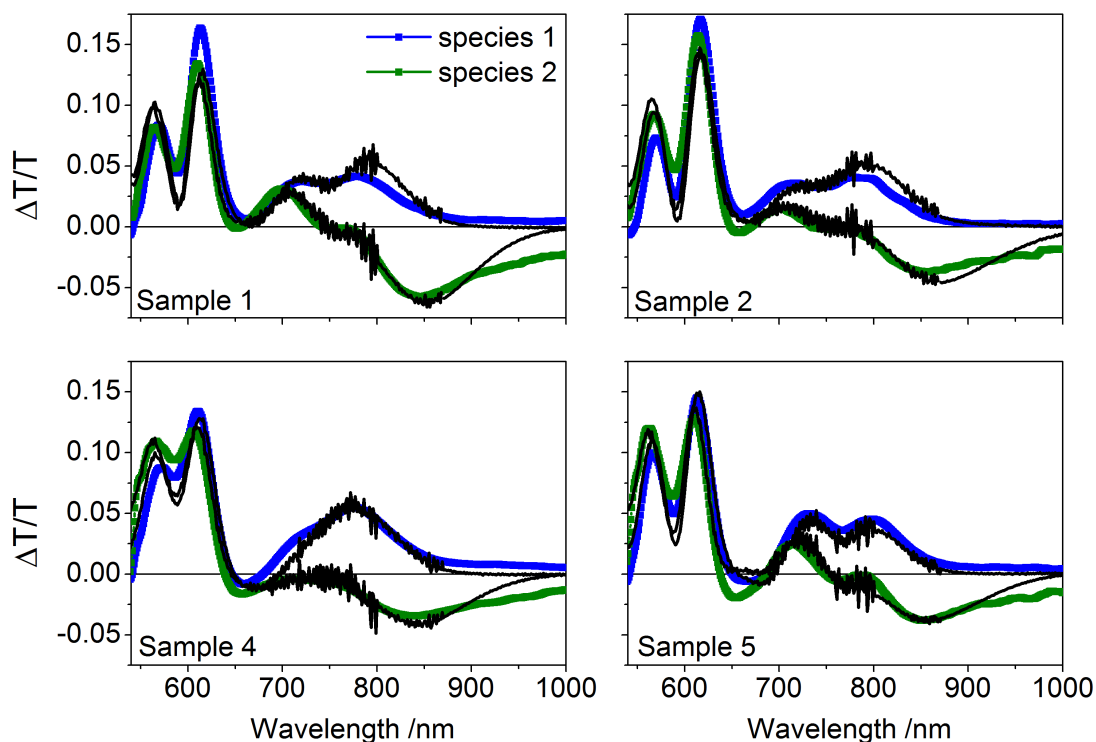 0.15
0.10
0.05
0.00
-0.05
ΔT/T
species 1
species 2
Sample 1
Sample 2
0.15
0.10
0.05
0.00
-0.05
ΔT/T
Sample 4
Sample 5
600 700 800 900 1000
600 700 800 900 1000
Wavelength /nm
Wavelength /nm